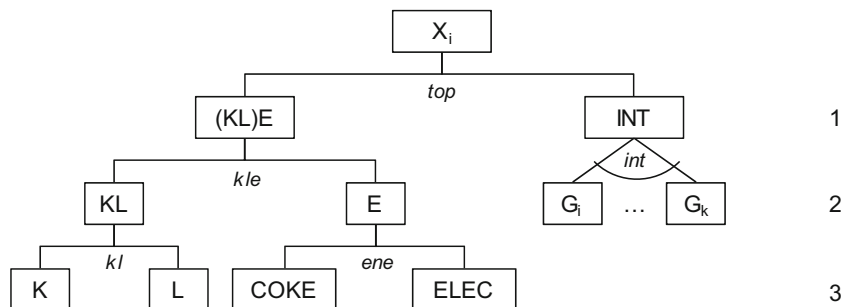 X_i
top
(KL)E INT 1
kle int
KL E G_i … G_k 2
kl ene
K L COKE ELEC 3